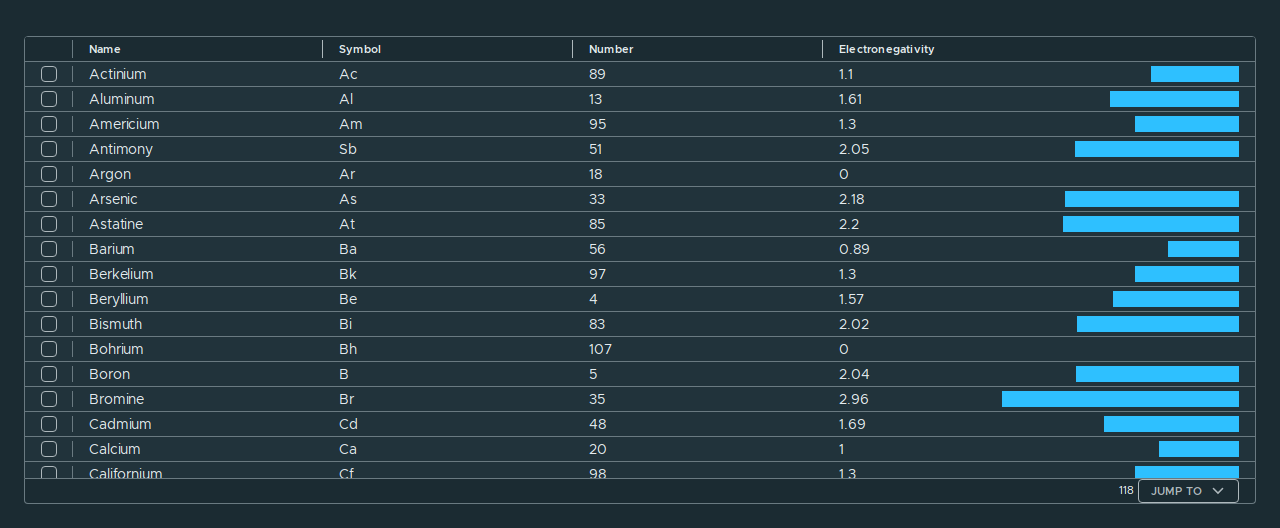 Name Symbol Number Electronegativity
Actinium Ac 89 1.1
Aluminum Al 13 1.61
Americium Am 95 1.3
Antimony Sb 51 2.05
Argon Ar 18 0
Arsenic As 33 2.18
Astatine At 85 2.2
Barium Ba 56 0.89
Berkelium Bk 97 1.3
Beryllium Be 4 1.57
Bismuth Bi 83 2.02
Bohrium Bh 107 0
Boron B 5 2.04
Bromine Br 35 2.96
Cadmium Cd 48 1.69
Calcium Ca 20 1
Californium Cf 98 1.3
118 JUMP TO